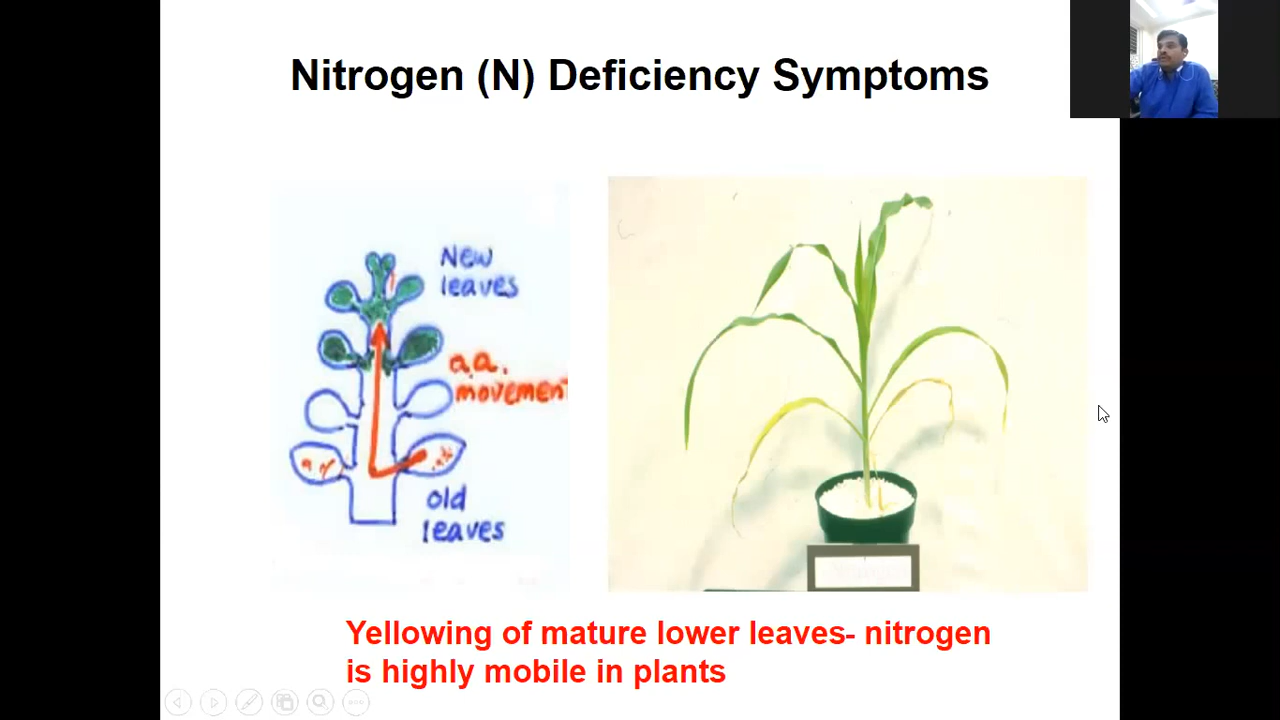 Nitrogen (N) Deficiency Symptoms
New
leaves
a.a.
movement
old
leaves
Yellowing of mature lower leaves- nitrogen
is highly mobile in plants